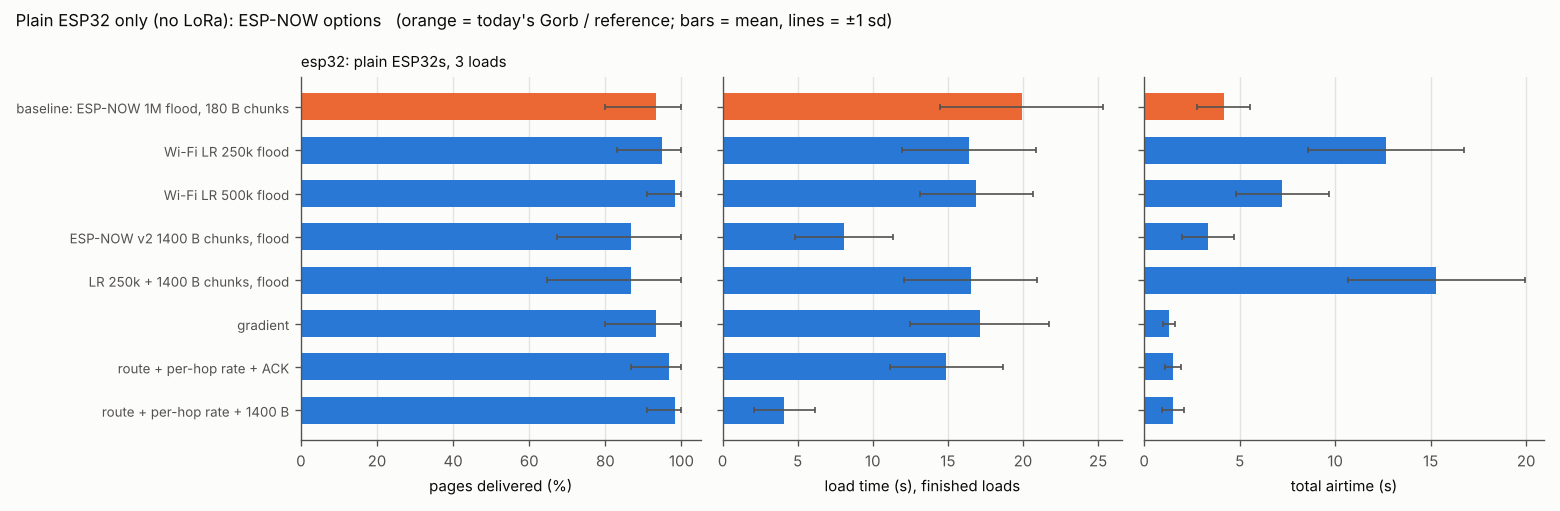 Plain ESP32 only (no LoRa): ESP-NOW options   (orange = today's Gorb / reference; bars = mean, lines = ±1 sd)
esp32: plain ESP32s, 3 loads
baseline: ESP-NOW 1M flood, 180 B chunks
Wi-Fi LR 250k flood
Wi-Fi LR 500k flood
ESP-NOW v2 1400 B chunks, flood
LR 250k + 1400 B chunks, flood
gradient
route + per-hop rate + ACK
route + per-hop rate + 1400 B
0 20 40 60 80 100
pages delivered (%)
0 5 10 15 20 25
load time (s), finished loads
0 5 10 15 20
total airtime (s)